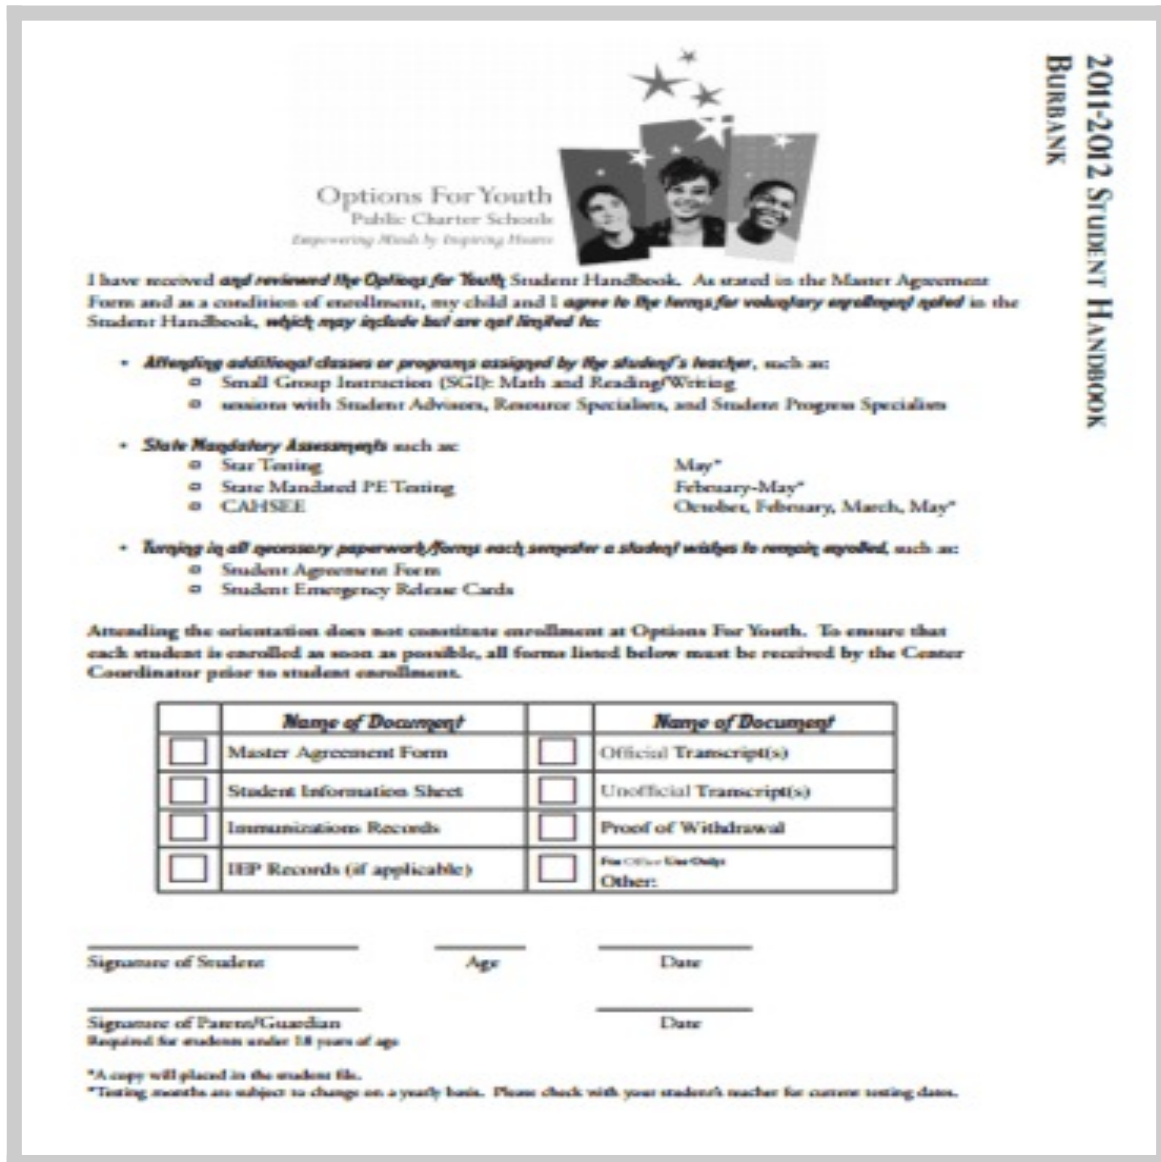 2011-2012 STUDENT HANDBOOK
BURBANK
Options For Youth
Public Charter Schools
Empowering Minds by Inspiring Hearts
I have received and reviewed the Options for Youth Student Handbook. As stated in the Master Agreement
Form and as a condition of enrollment, my child and I agree to the terms for voluntary enrollment noted in the
Student Handbook, which may include but are not limited to:
• Attending additional classes or programs assigned by the student's teacher, such as:
Small Group Instruction (SGI): Math and Reading/Writing
sessions with Student Advisors, Resource Specialists, and Student Progress Specialists
• State Mandatory Assessments such as:
Star Testing May*
State Mandated PE Testing February-May*
CAHSEE October, February, March, May*
• Turning in all necessary paperwork/forms each semester a student wishes to remain enrolled, such as:
Student Agreement Form
Student Emergency Release Cards
Attending the orientation does not constitute enrollment at Options For Youth. To ensure that
each student is enrolled as soon as possible, all forms listed below must be received by the Center
Coordinator prior to student enrollment.
Name of Document Name of Document
Master Agreement Form Official Transcript(s)
Student Information Sheet Unofficial Transcript(s)
Immunizations Records Proof of Withdrawal
IEP Records (if applicable) For Office Use Only:
Other:
Signature of Student Age Date
Signature of Parent/Guardian Date
Required for students under 18 years of age
*A copy will placed in the student file.
*Testing months are subject to change on a yearly basis. Please check with your student's teacher for current testing dates.